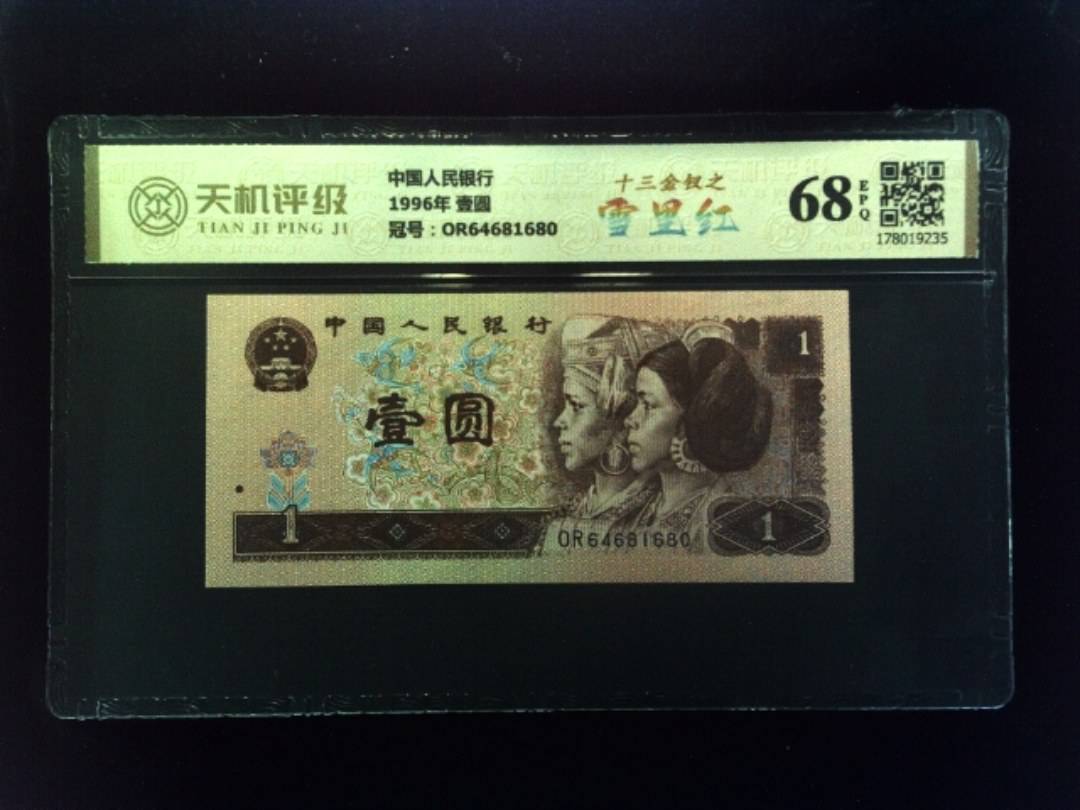 天机评级
TIAN JI PING JI
中国人民银行
1996年 壹圆
冠号：OR64681680
十三金钗之
雪里红
68
EPQ
178019235
中国人民银行
1
壹圆
1
OR64681680
1